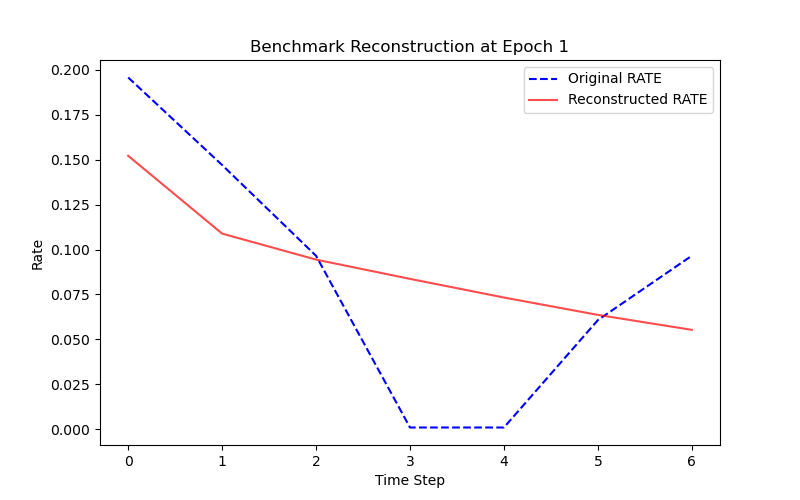 Benchmark Reconstruction at Epoch 1
Original RATE
Reconstructed RATE
0.200
0.175
0.150
0.125
0.100
0.075
0.050
0.025
0.000
Rate
0 1 2 3 4 5 6
Time Step